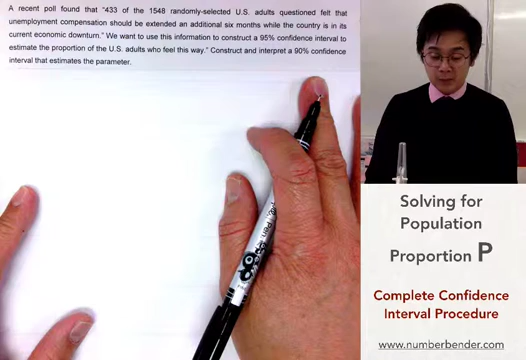 A recent poll found that "433 of the 1548 randomly-selected U.S. adults questioned felt that
unemployment compensation should be extended an additional six months while the country is in its
current economic downturn." We want to use this information to construct a 95% confidence interval to
estimate the proportion of the U.S. adults who feel this way." Construct and interpret a 90% confidence
interval that estimates the parameter.
Solving for
Population
Proportion P
Complete Confidence
Interval Procedure
www.numberbender.com